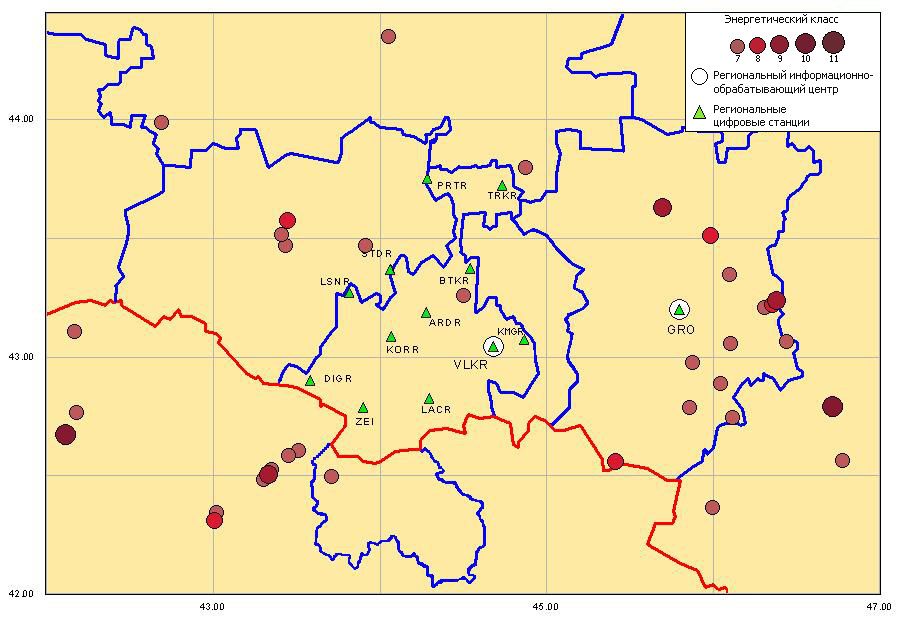 Энергетический класс
7 8 9 10 11
Региональный информационно-
обрабатывающий центр
Региональные
цифровые станции
44.00
PRTR
TRKR
STDR
LSNR
BTKR
ARDR
KMGR
GRO
KORR
43.00
VLKR
DIGR
LACR
ZEI
42.00
43.00 45.00 47.00